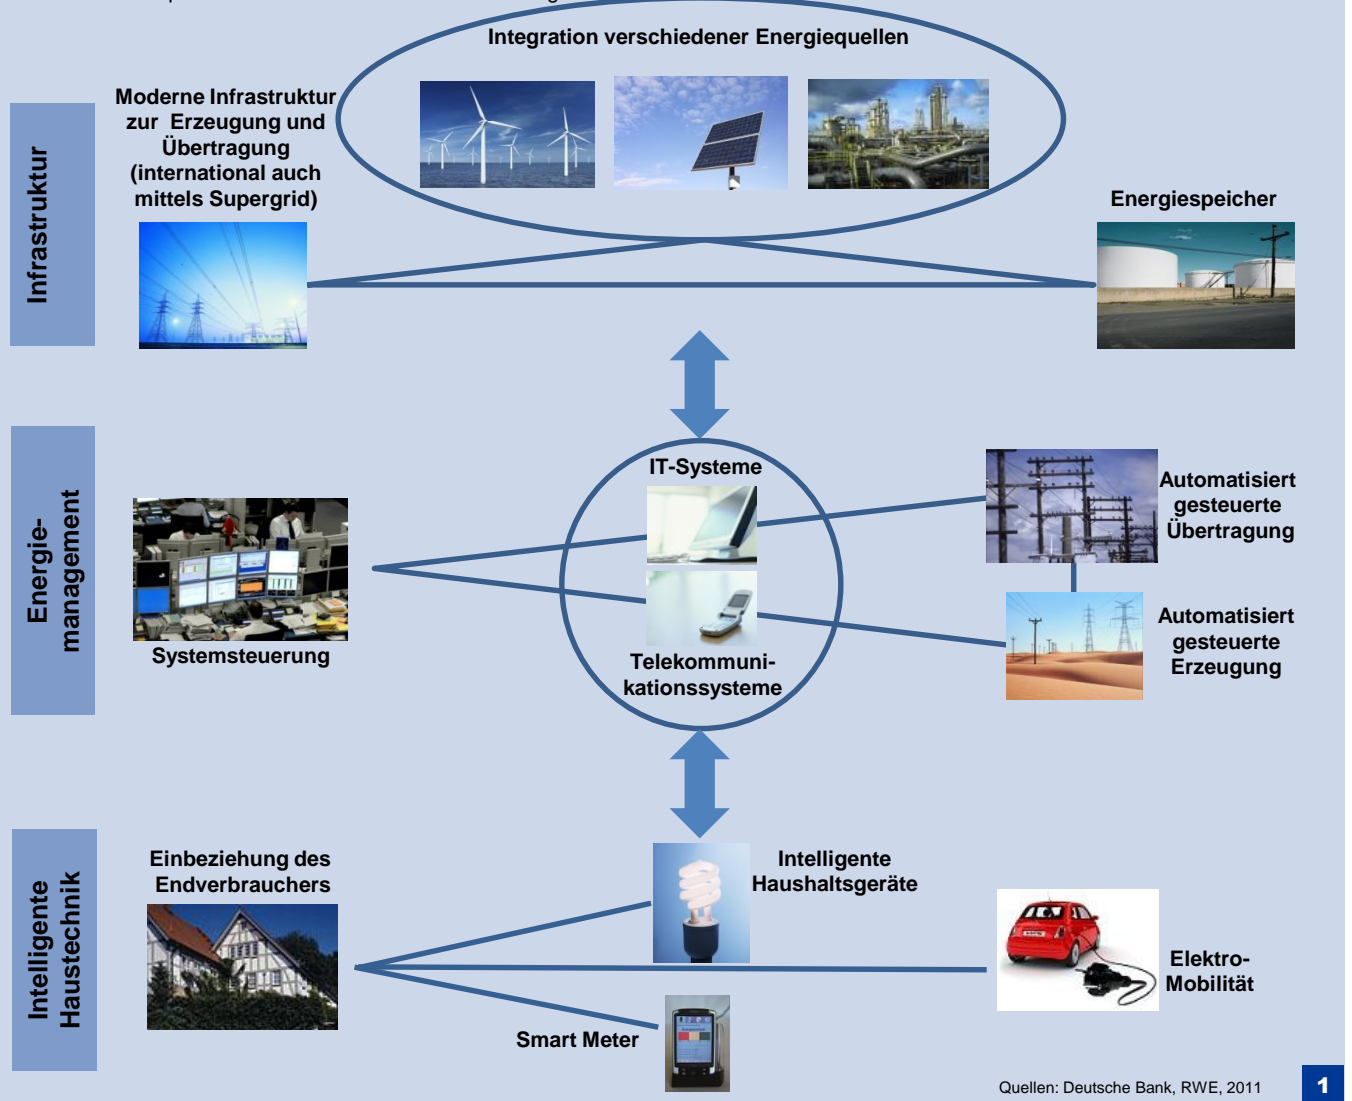 Integration verschiedener Energiequellen
Moderne Infrastruktur
zur Erzeugung und
Übertragung
(international auch
mittels Supergrid)
Energiespeicher
Infrastruktur
IT-Systeme
Automatisiert
gesteuerte
Übertragung
Energie-
management
Systemsteuerung
Telekommuni-
kationssysteme
Automatisiert
gesteuerte
Erzeugung
Intelligente
Haustechnik
Einbeziehung des
Endverbrauchers
Intelligente
Haushaltsgeräte
Elektro-
Mobilität
Smart Meter
Quellen: Deutsche Bank, RWE, 2011
1